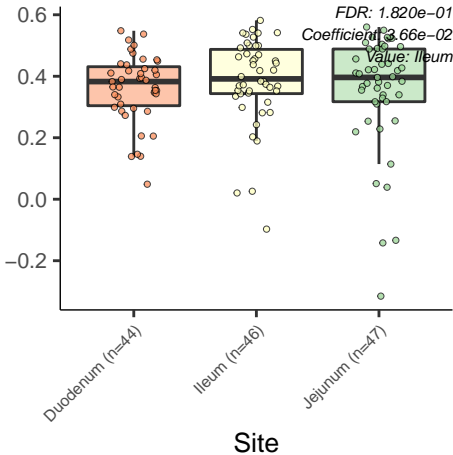 FDR: 1.820e−01
Coefficient: 3.66e−02
Value: Ileum
0.6
0.4
0.2
0.0
−0.2
Duodenum (n=44)
Ileum (n=46)
Jejunum (n=47)
Site